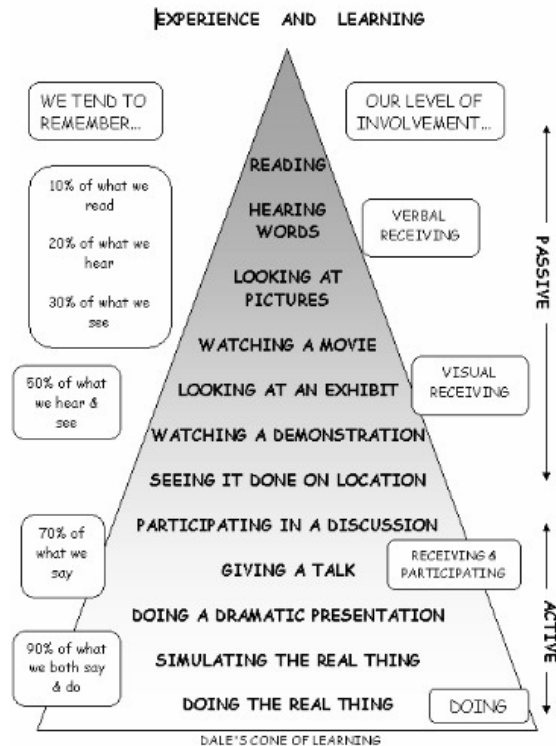 EXPERIENCE AND LEARNING
WE TEND TO
REMEMBER...
OUR LEVEL OF
INVOLVEMENT...
READING
10% of what we
read
HEARING
WORDS
VERBAL
RECEIVING
20% of what we
hear
LOOKING AT
PICTURES
30% of what we
see
PASSIVE
WATCHING A MOVIE
50% of what
we hear &
see
LOOKING AT AN EXHIBIT
VISUAL
RECEIVING
WATCHING A DEMONSTRATION
SEEING IT DONE ON LOCATION
PARTICIPATING IN A DISCUSSION
70% of
what we
say
GIVING A TALK
RECEIVING &
PARTICIPATING
DOING A DRAMATIC PRESENTATION
ACTIVE
90% of what
we both say
& do
SIMULATING THE REAL THING
DOING THE REAL THING
DOING
DALE'S CONE OF LEARNING